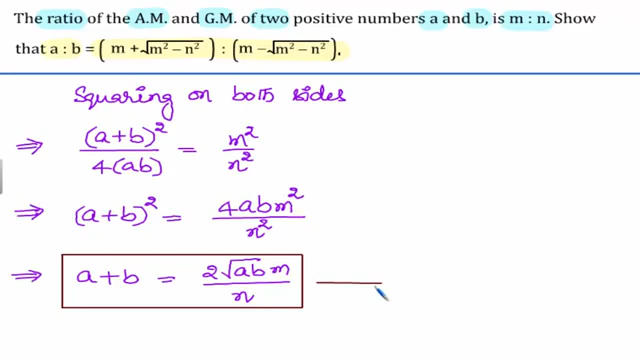 The ratio of the A.M. and G.M. of two positive numbers a and b, is m : n. Show
that a : b = ( m + √m² – n² ) : ( m – √m² – n² ).
Squaring on both sides
⇒ (a+b)²/4(ab) = m²/n²
⇒ (a+b)² = 4abm²/n²
⇒ a+b = 2√ab m/n